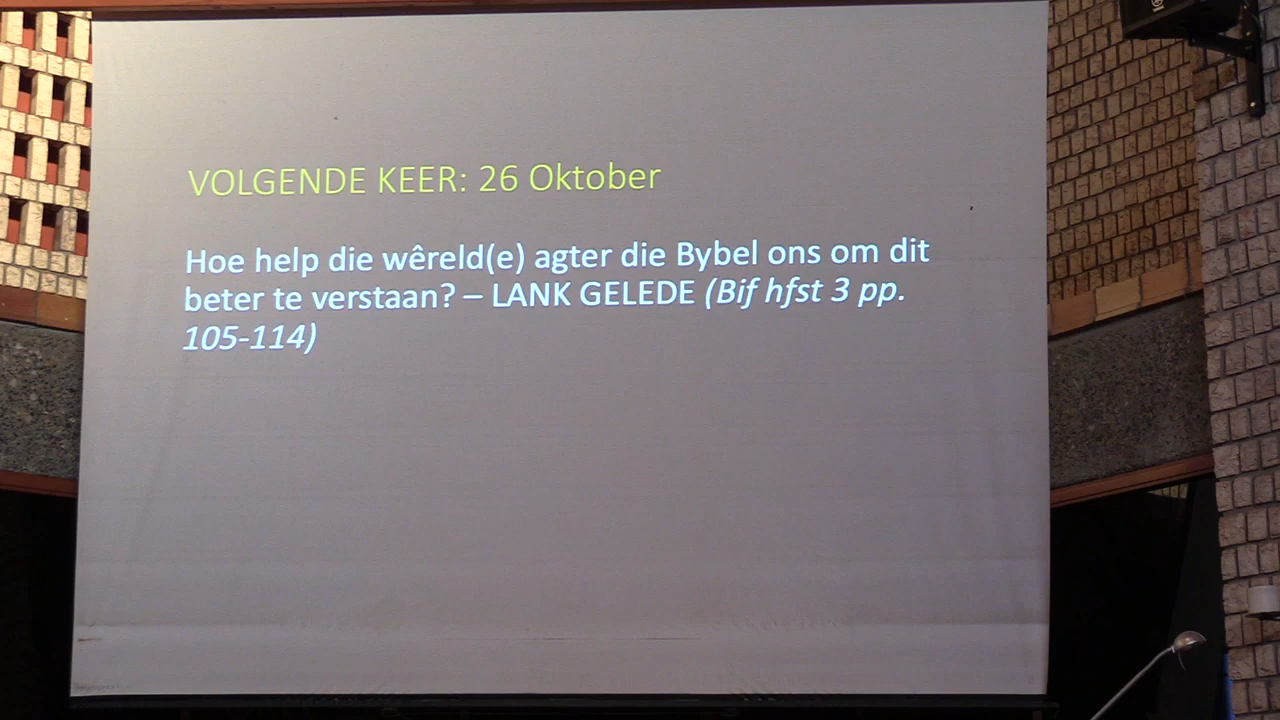 VOLGENDE KEER: 26 Oktober
Hoe help die wêreld(e) agter die Bybel ons om dit
beter te verstaan? – LANK GELEDE (Bif hfst 3 pp.
105-114)